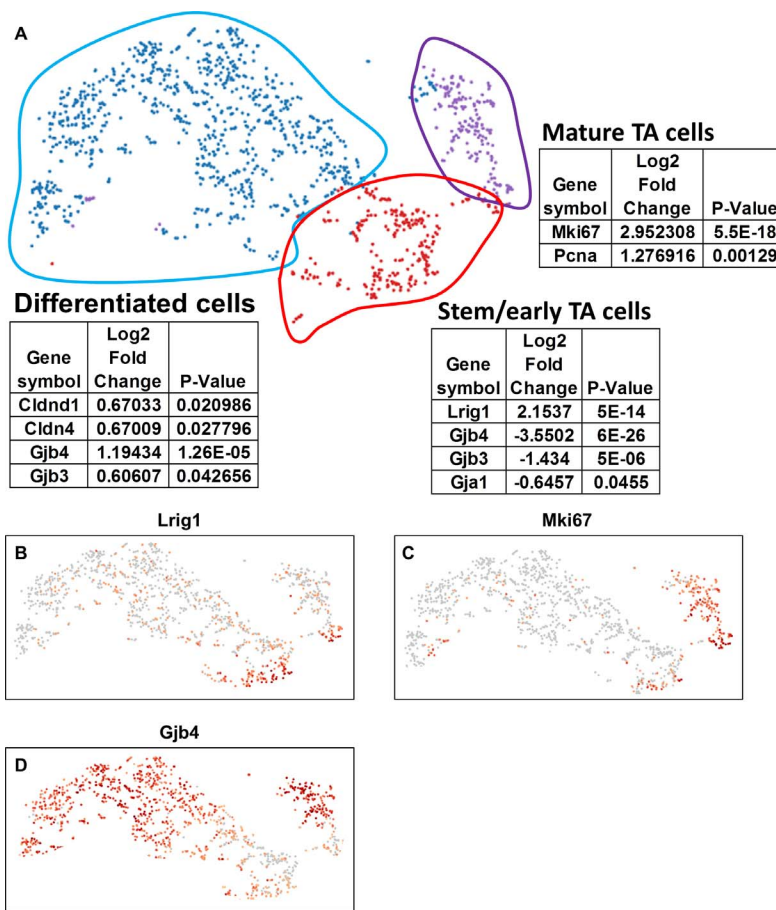 A
Mature TA cells
Gene symbol Log2 Fold Change P-Value
Mki67 2.952308 5.5E-18
Pcna 1.276916 0.00129
Differentiated cells
Gene symbol Log2 Fold Change P-Value
Cldnd1 0.67033 0.020986
Cldn4 0.67009 0.027796
Gjb4 1.19434 1.26E-05
Gjb3 0.60607 0.042656
Stem/early TA cells
Gene symbol Log2 Fold Change P-Value
Lrig1 2.1537 5E-14
Gjb4 -3.5502 6E-26
Gjb3 -1.434 5E-06
Gja1 -0.6457 0.0455
Lrig1
B
Mki67
C
Gjb4
D